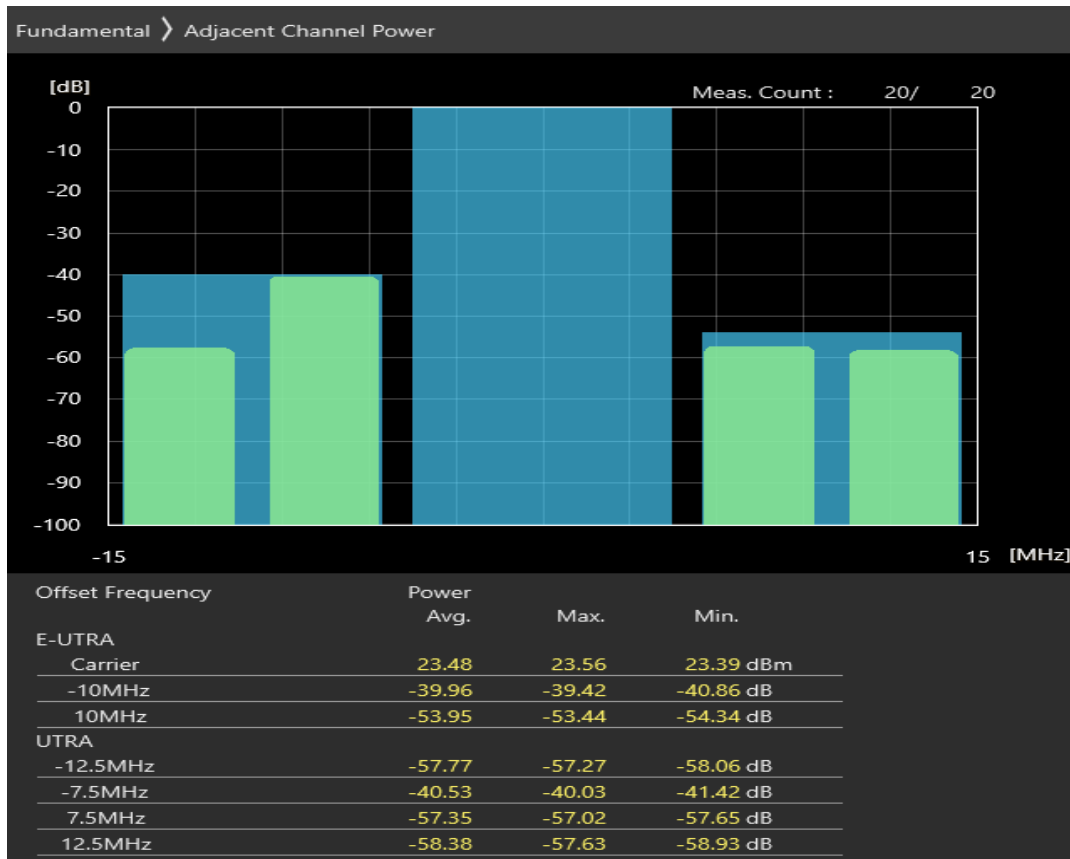 Fundamental ❯ Adjacent Channel Power
[dB]
Meas. Count : 20/ 20
0
-10
-20
-30
-40
-50
-60
-70
-80
-90
-100
-15 15 [MHz]
Offset Frequency Power
Avg. Max. Min.
E-UTRA
Carrier 23.48 23.56 23.39 dBm
-10MHz -39.96 -39.42 -40.86 dB
10MHz -53.95 -53.44 -54.34 dB
UTRA
-12.5MHz -57.77 -57.27 -58.06 dB
-7.5MHz -40.53 -40.03 -41.42 dB
7.5MHz -57.35 -57.02 -57.65 dB
12.5MHz -58.38 -57.63 -58.93 dB